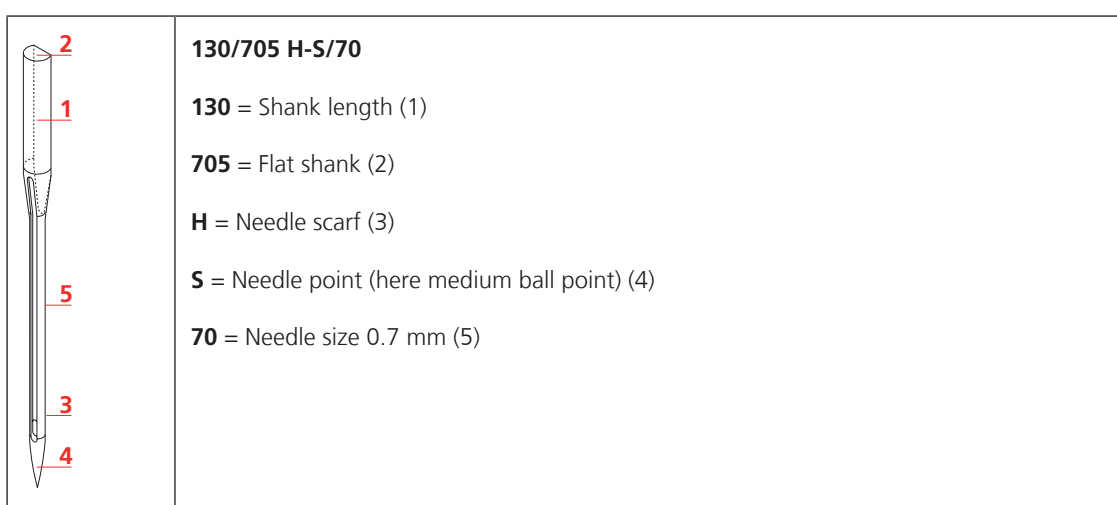 2
1
5
3
4
130/705 H-S/70
130 = Shank length (1)
705 = Flat shank (2)
H = Needle scarf (3)
S = Needle point (here medium ball point) (4)
70 = Needle size 0.7 mm (5)